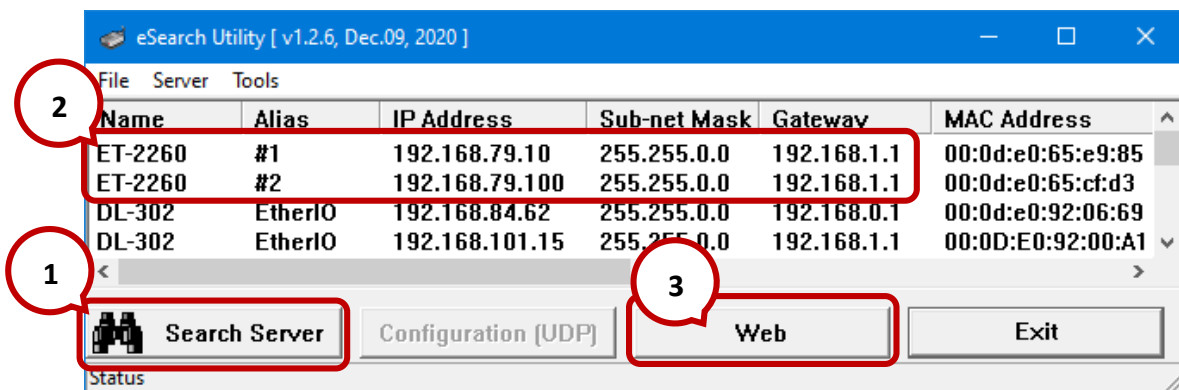 eSearch Utility [ v1.2.6, Dec.09, 2020 ]
File Server Tools
2
Name Alias IP Address Sub-net Mask Gateway MAC Address
ET-2260 #1 192.168.79.10 255.255.0.0 192.168.1.1 00:0d:e0:65:e9:85
ET-2260 #2 192.168.79.100 255.255.0.0 192.168.1.1 00:0d:e0:65:cf:d3
DL-302 EtherIO 192.168.84.62 255.255.0.0 192.168.0.1 00:0d:e0:92:06:69
DL-302 EtherIO 192.168.101.15 255.255.0.0 192.168.1.1 00:0D:E0:92:00:A1
1
3
Search Server Configuration (UDP) Web Exit
Status